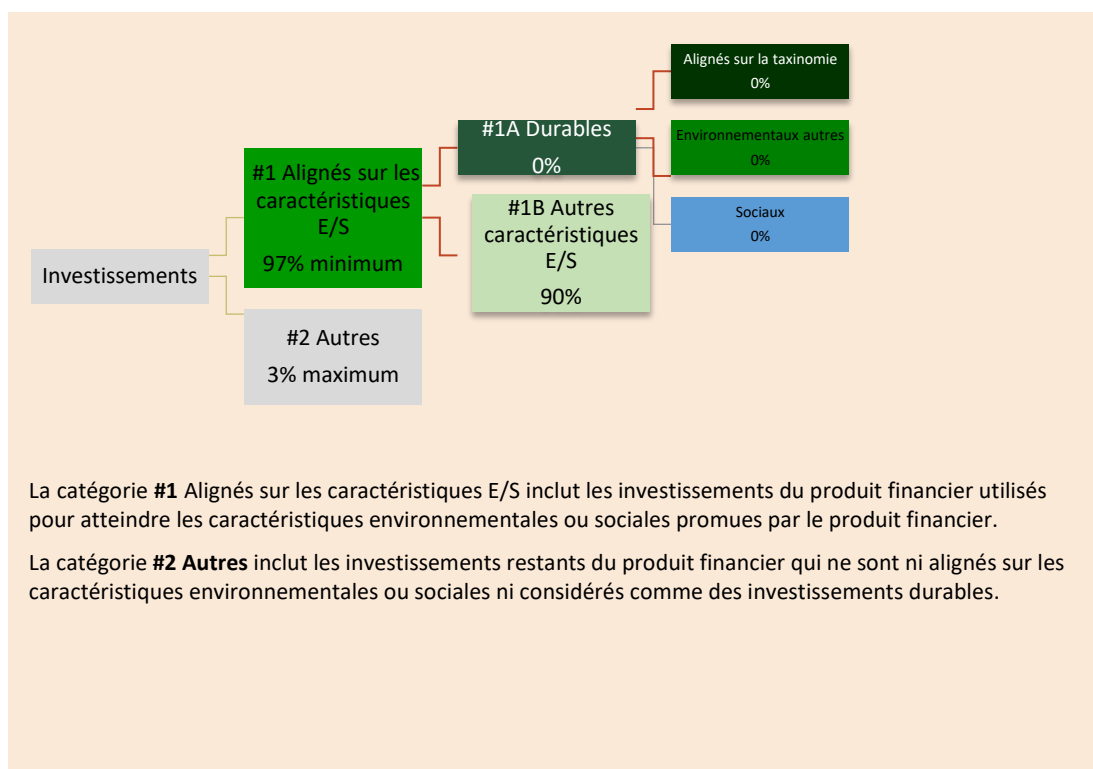 Investissements
#1 Alignés sur les
caractéristiques
E/S
97% minimum
#2 Autres
3% maximum
#1A Durables
0%
#1B Autres
caractéristiques
E/S
90%
Alignés sur la taxinomie
0%
Environnementaux autres
0%
Sociaux
0%
La catégorie #1 Alignés sur les caractéristiques E/S inclut les investissements du produit financier utilisés
pour atteindre les caractéristiques environnementales ou sociales promues par le produit financier.
La catégorie #2 Autres inclut les investissements restants du produit financier qui ne sont ni alignés sur les
caractéristiques environnementales ou sociales ni considérés comme des investissements durables.